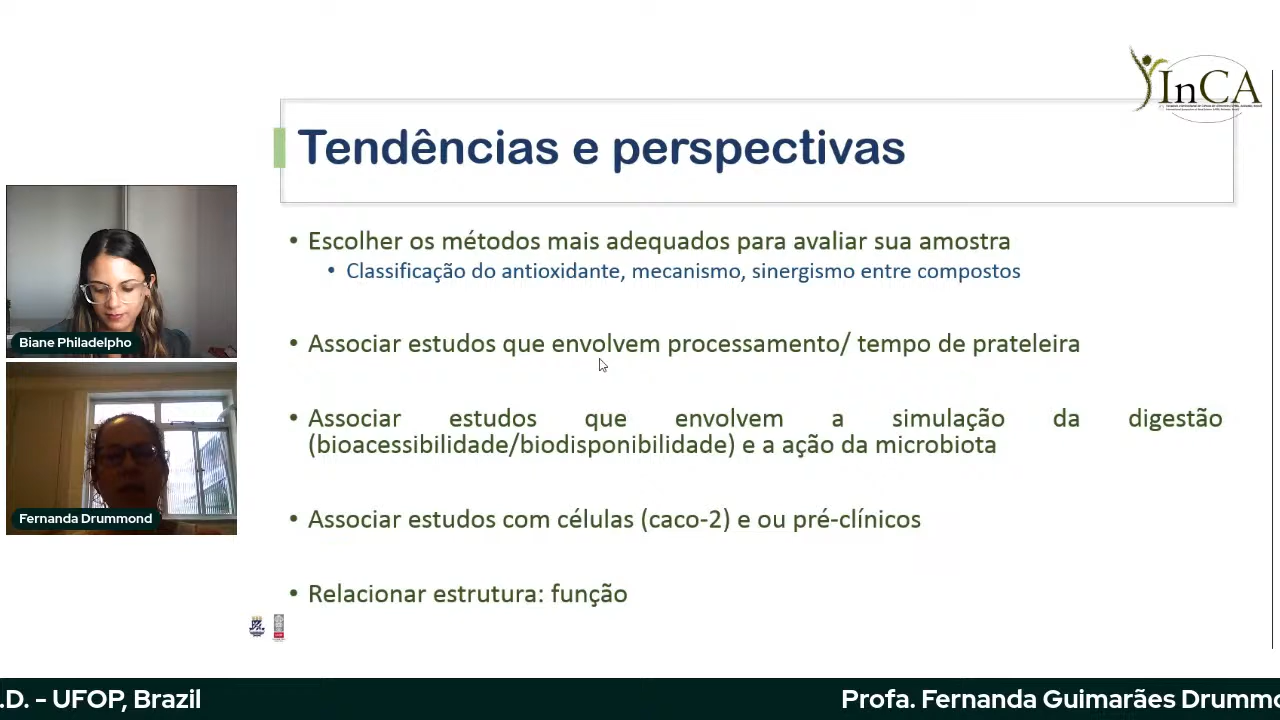 InCA
Tendências e perspectivas
• Escolher os métodos mais adequados para avaliar sua amostra
• Classificação do antioxidante, mecanismo, sinergismo entre compostos
• Associar estudos que envolvem processamento/ tempo de prateleira
• Associar estudos que envolvem a simulação da digestão
(bioacessibilidade/biodisponibilidade) e a ação da microbiota
• Associar estudos com células (caco-2) e ou pré-clínicos
• Relacionar estrutura: função
Biane Philadelpho
Fernanda Drummond
.D. – UFOP, Brazil
Profa. Fernanda Guimarães Drummo